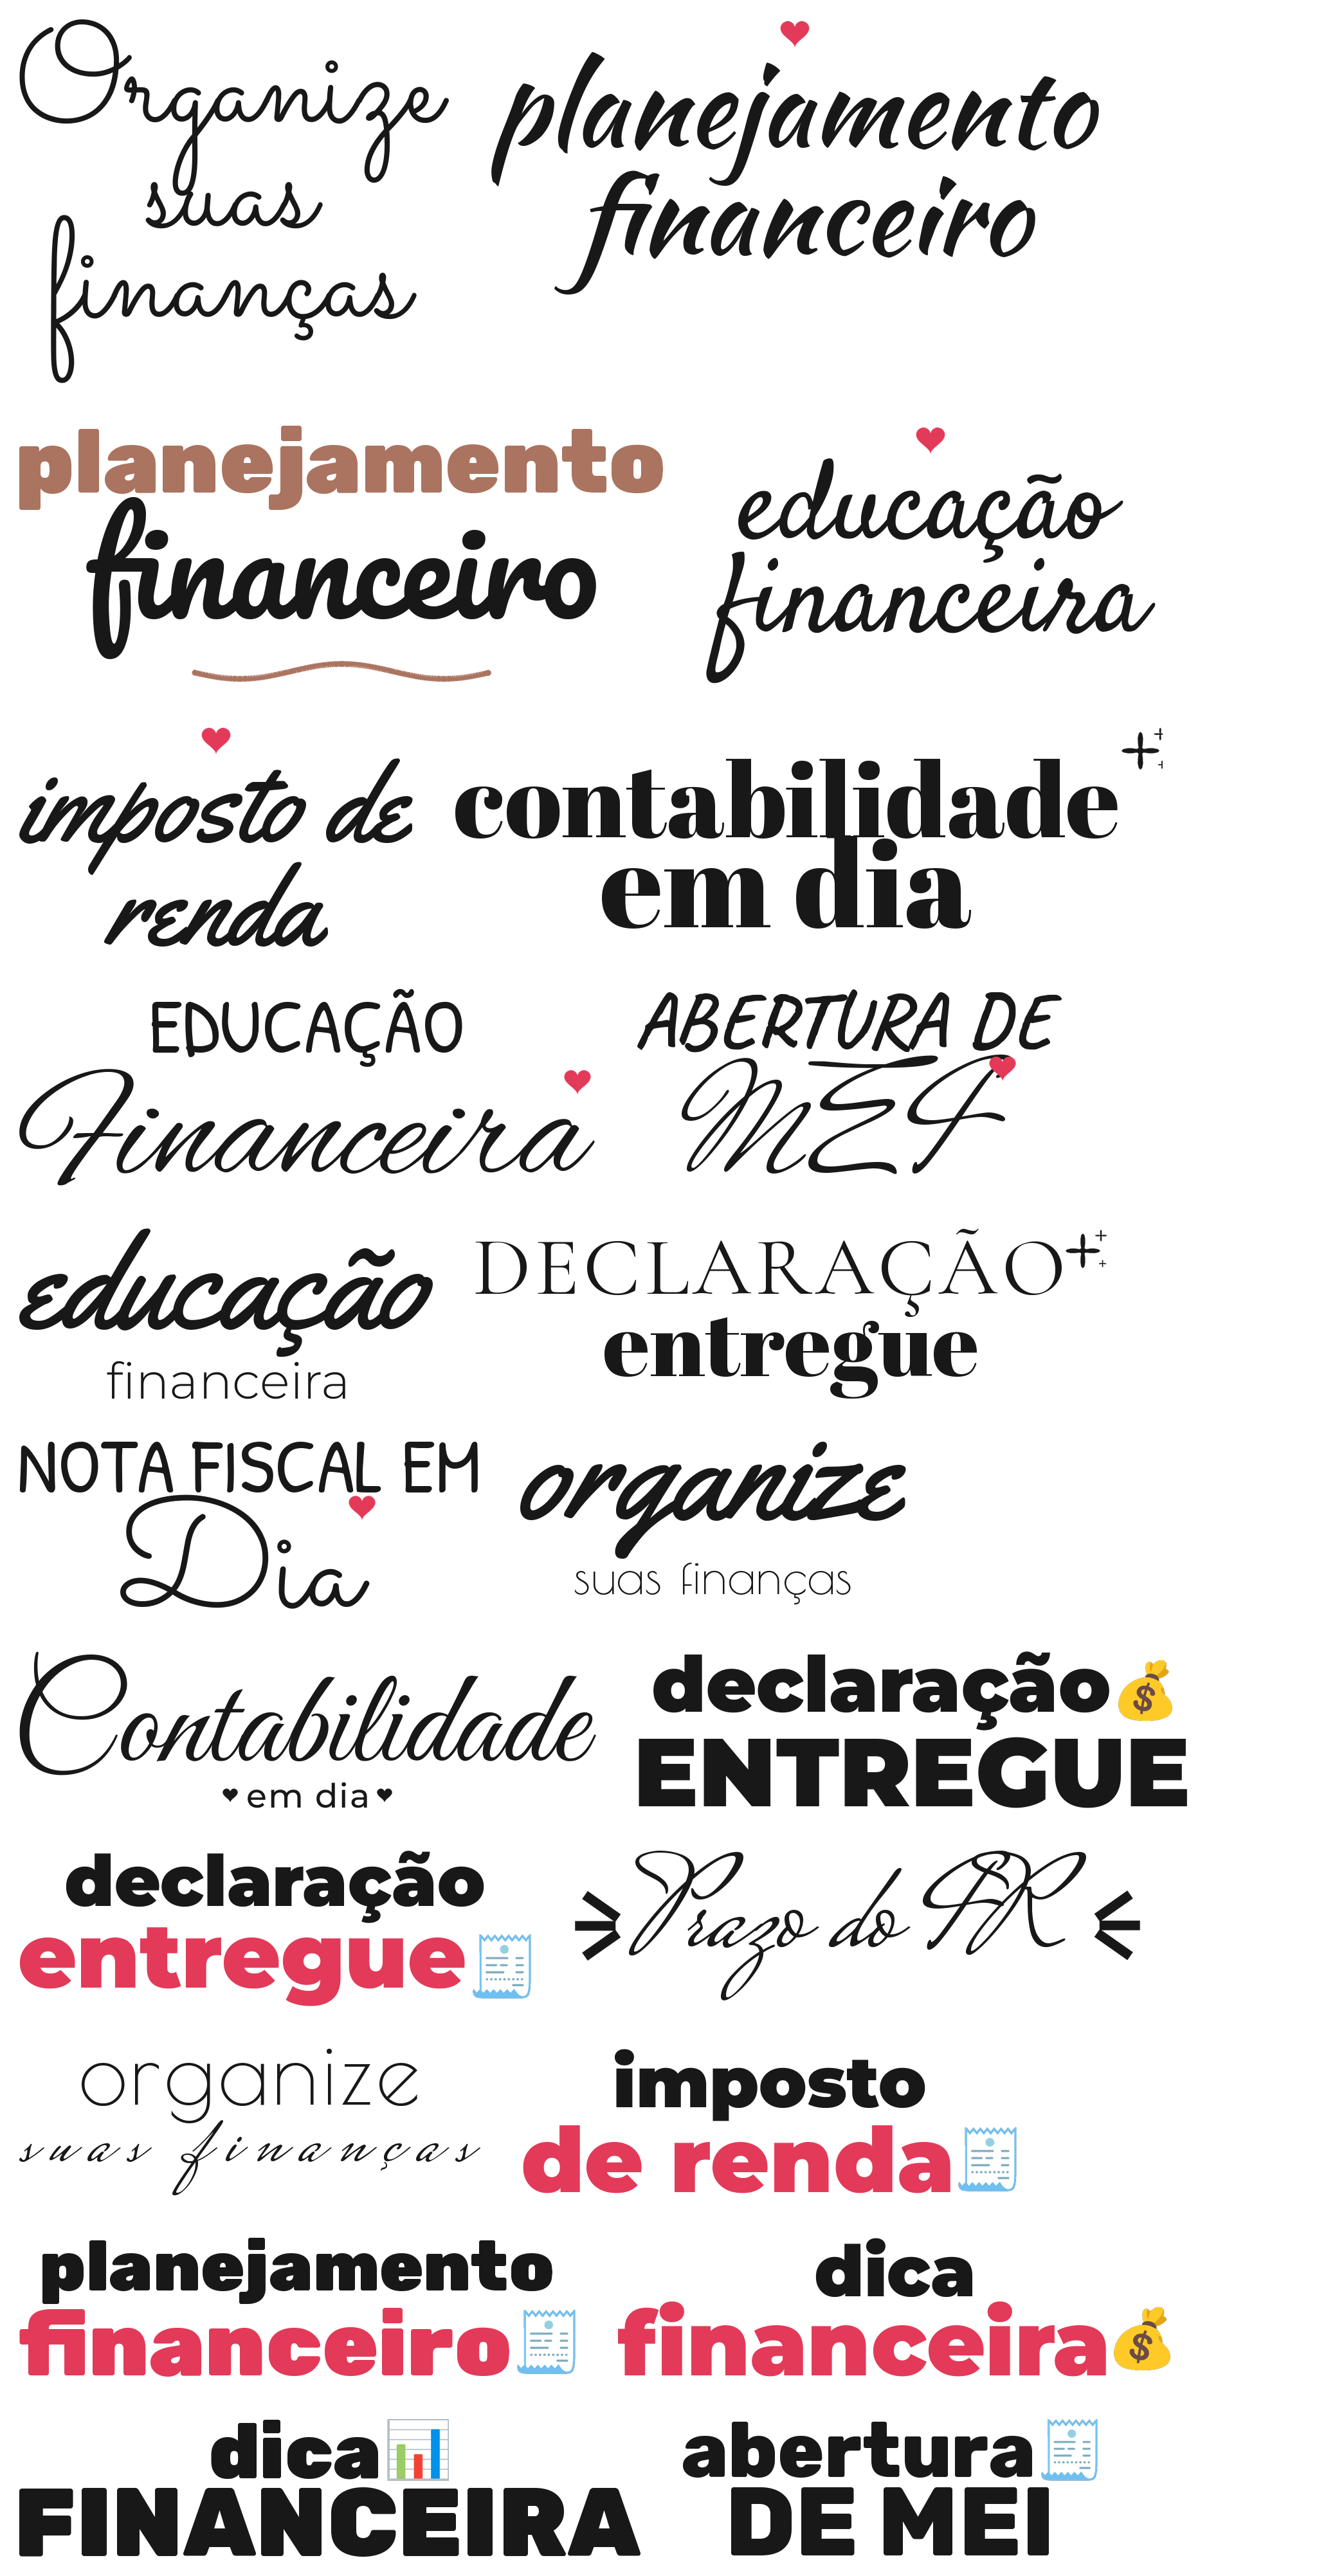 Organize
suas
finanças
planejamento
financeiro
planejamento
financeiro
educação
financeira
imposto de
renda
contabilidade
em dia
EDUCAÇÃO
Financeira
ABERTURA DE
MEI
educação
financeira
DECLARAÇÃO
entregue
NOTA FISCAL EM
Dia
organize
suas finanças
Contabilidade
em dia
declaração
ENTREGUE
declaração
entregue
Prazo do IR
organize
suas finanças
imposto
de renda
planejamento
financeiro
dica
financeira
dica
FINANCEIRA
abertura
DE MEI